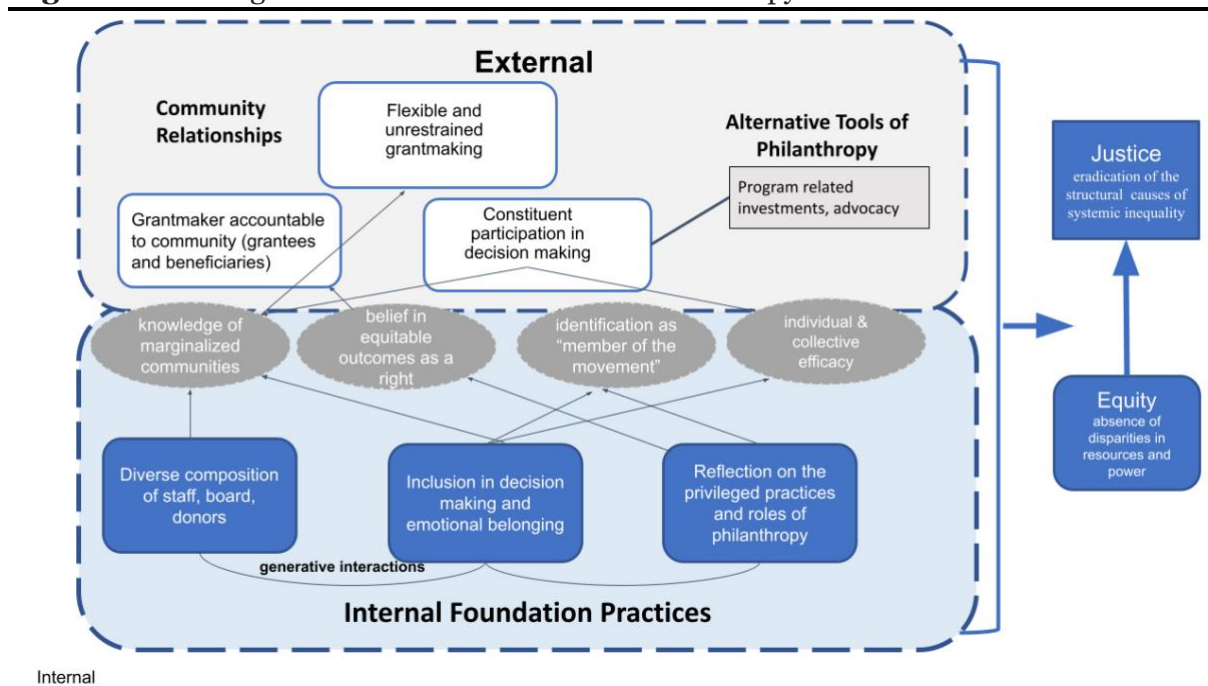 External
Community
Relationships
Flexible and
unrestrained
grantmaking
Alternative Tools of
Philanthropy
Program related
investments, advocacy
Grantmaker accountable
to community (grantees
and beneficiaries)
Constituent
participation in
decision making
knowledge of
marginalized
communities
belief in
equitable
outcomes as a
right
identification as
“member of the
movement”
individual &
collective
efficacy
Diverse composition
of staff, board,
donors
Inclusion in decision
making and
emotional belonging
Reflection on the
privileged practices
and roles of
philanthropy
generative interactions
Internal Foundation Practices
Justice
eradication of the
structural causes of
systemic inequality
Equity
absence of
disparities in
resources and
power
Internal